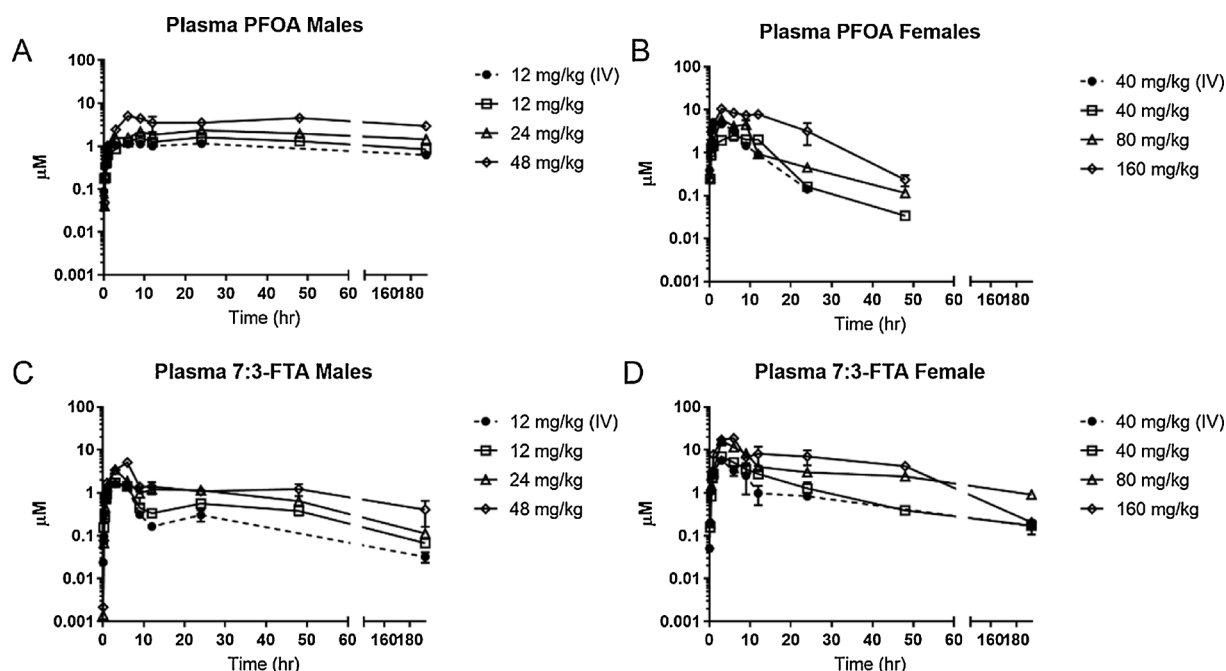 A
Plasma PFOA Males
100
10
1
0.1
0.01
0.001
µM
0 10 20 30 40 50 60 160 180
Time (hr)
12 mg/kg (IV)
12 mg/kg
24 mg/kg
48 mg/kg
B
Plasma PFOA Females
100
10
1
0.1
0.01
0.001
µM
0 10 20 30 40 50 60 160 180
Time (hr)
40 mg/kg (IV)
40 mg/kg
80 mg/kg
160 mg/kg
C
Plasma 7:3-FTA Males
100
10
1
0.1
0.01
0.001
µM
0 10 20 30 40 50 60 160 180
Time (hr)
12 mg/kg (IV)
12 mg/kg
24 mg/kg
48 mg/kg
D
Plasma 7:3-FTA Female
100
10
1
0.1
0.01
0.001
µM
0 10 20 30 40 50 60 160 180
Time (hr)
40 mg/kg (IV)
40 mg/kg
80 mg/kg
160 mg/kg